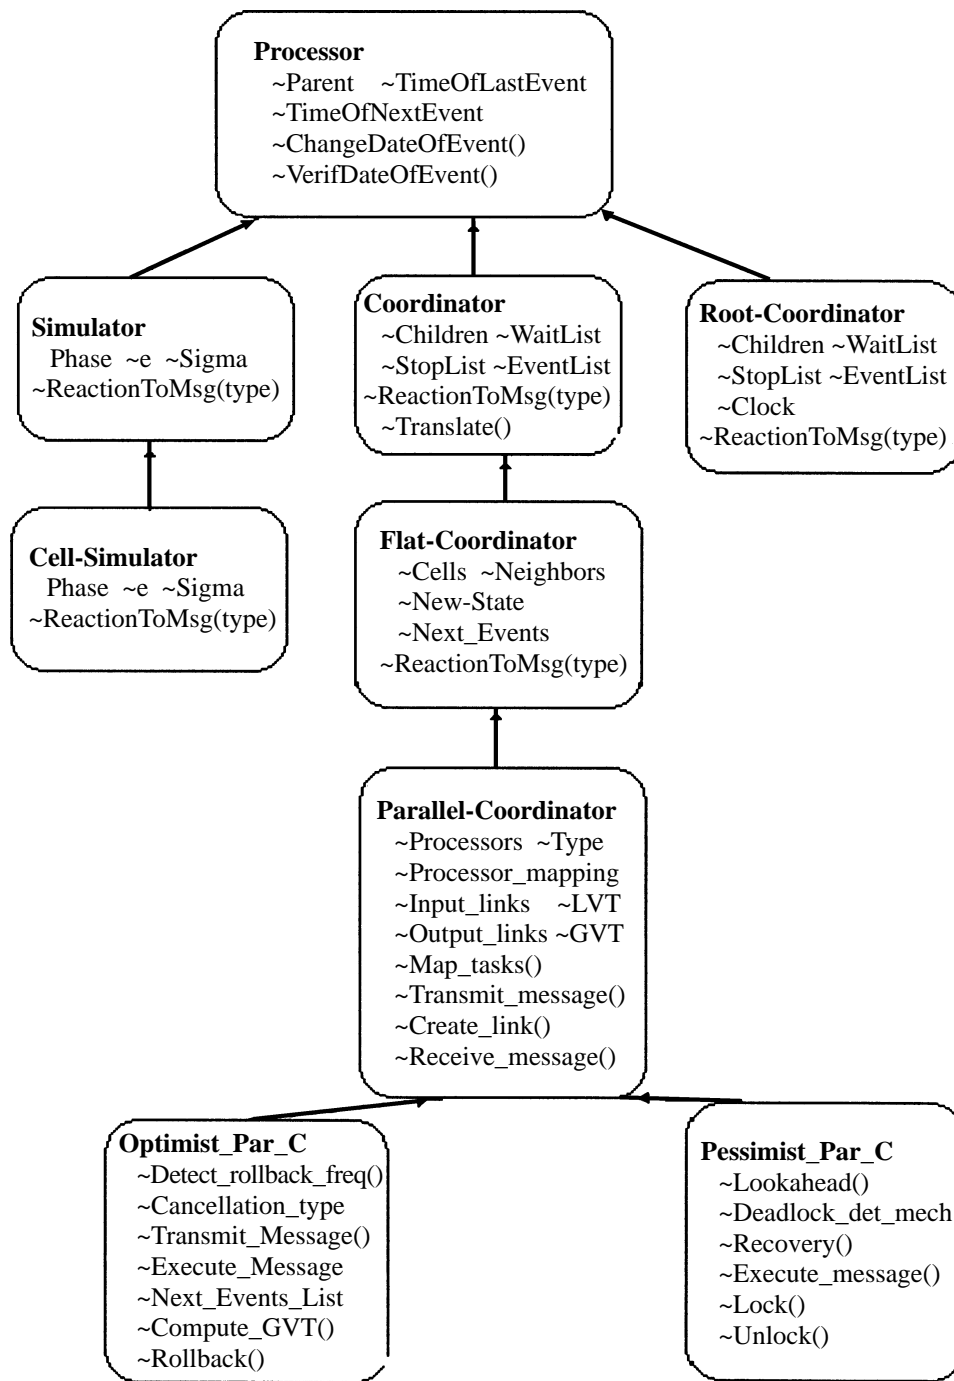 Processor
~Parent ~TimeOfLastEvent
~TimeOfNextEvent
~ChangeDateOfEvent()
~VerifDateOfEvent()
Simulator
Phase ~e ~Sigma
~ReactionToMsg(type)
Coordinator
~Children ~WaitList
~StopList ~EventList
~ReactionToMsg(type)
~Translate()
Root-Coordinator
~Children ~WaitList
~StopList ~EventList
~Clock
~ReactionToMsg(type)
Cell-Simulator
Phase ~e ~Sigma
~ReactionToMsg(type)
Flat-Coordinator
~Cells ~Neighbors
~New-State
~Next_Events
~ReactionToMsg(type)
Parallel-Coordinator
~Processors ~Type
~Processor_mapping
~Input_links ~LVT
~Output_links ~GVT
~Map_tasks()
~Transmit_message()
~Create_link()
~Receive_message()
Optimist_Par_C
~Detect_rollback_freq()
~Cancellation_type
~Transmit_Message()
~Execute_Message
~Next_Events_List
~Compute_GVT()
~Rollback()
Pessimist_Par_C
~Lookahead()
~Deadlock_det_mech
~Recovery()
~Execute_message()
~Lock()
~Unlock()